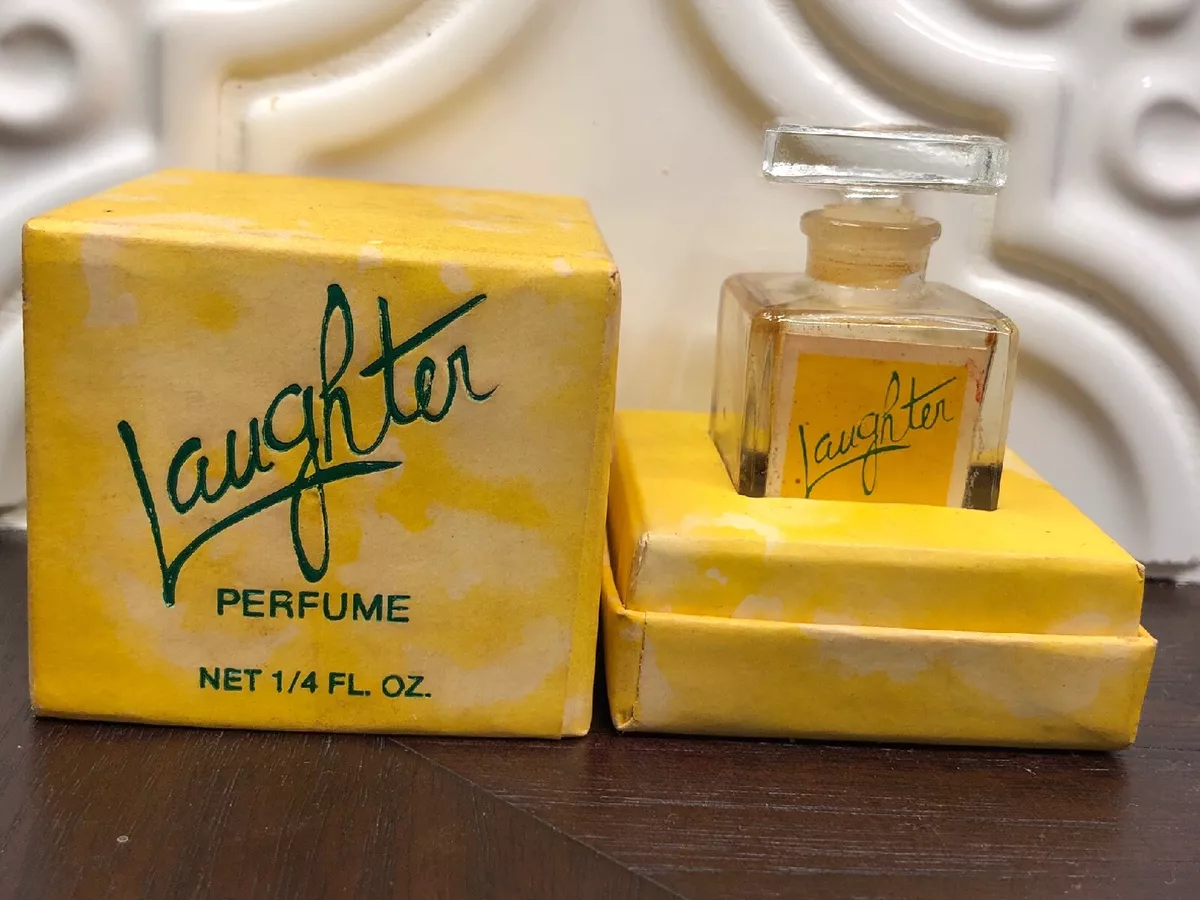 Laughter
PERFUME
NET 1/4 FL. OZ.
Laughter